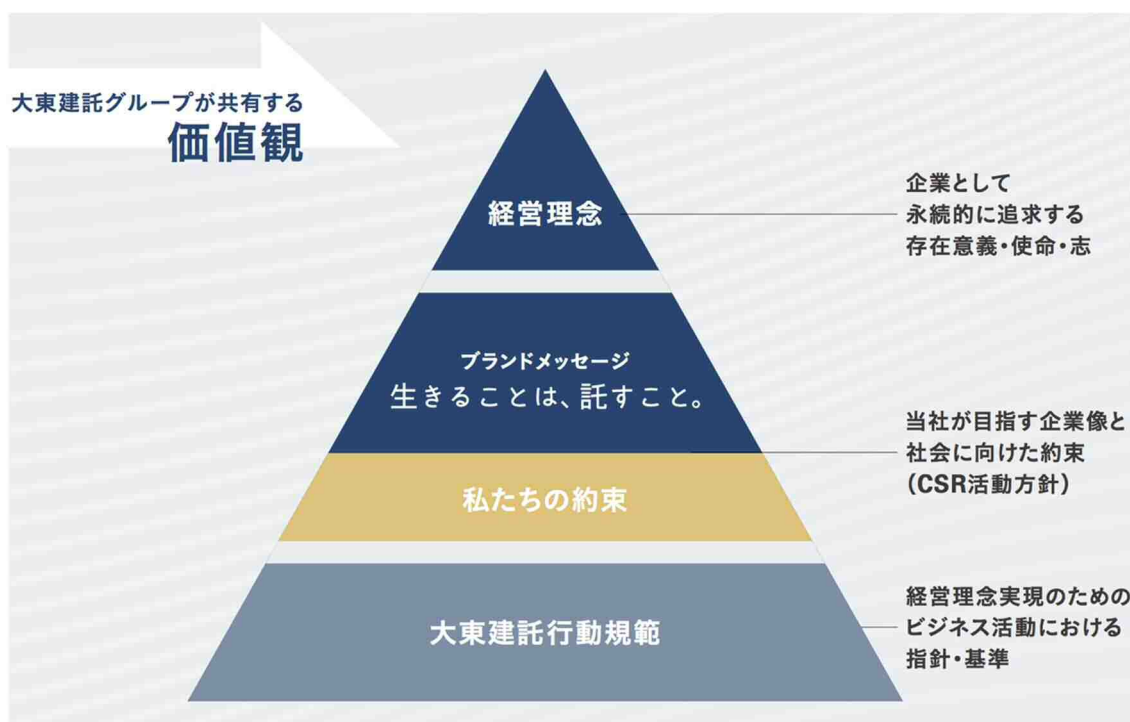 大東建託グループが共有する
価値観
経営理念
企業として
永続的に追求する
存在意義・使命・志
ブランドメッセージ
生きることは、託すこと。
当社が目指す企業像と
社会に向けた約束
（CSR活動方針）
私たちの約束
大東建託行動規範
経営理念実現のための
ビジネス活動における
指針・基準